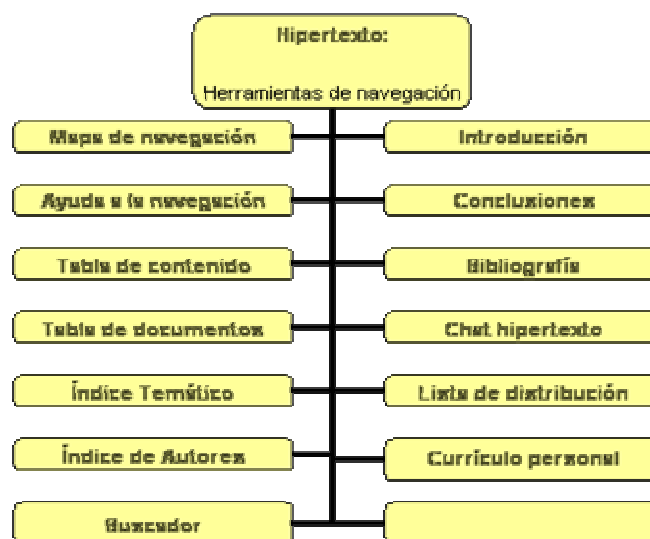 Hipertexto:
Herramientas de navegación
Mapa de navegación
Introducción
Ayuda a la navegación
Conclusiones
Tabla de contenido
Bibliografía
Tabla de documentos
Chat hipertexto
Índice Temático
Lista de distribución
Índice de Autores
Currículo personal
Buscador